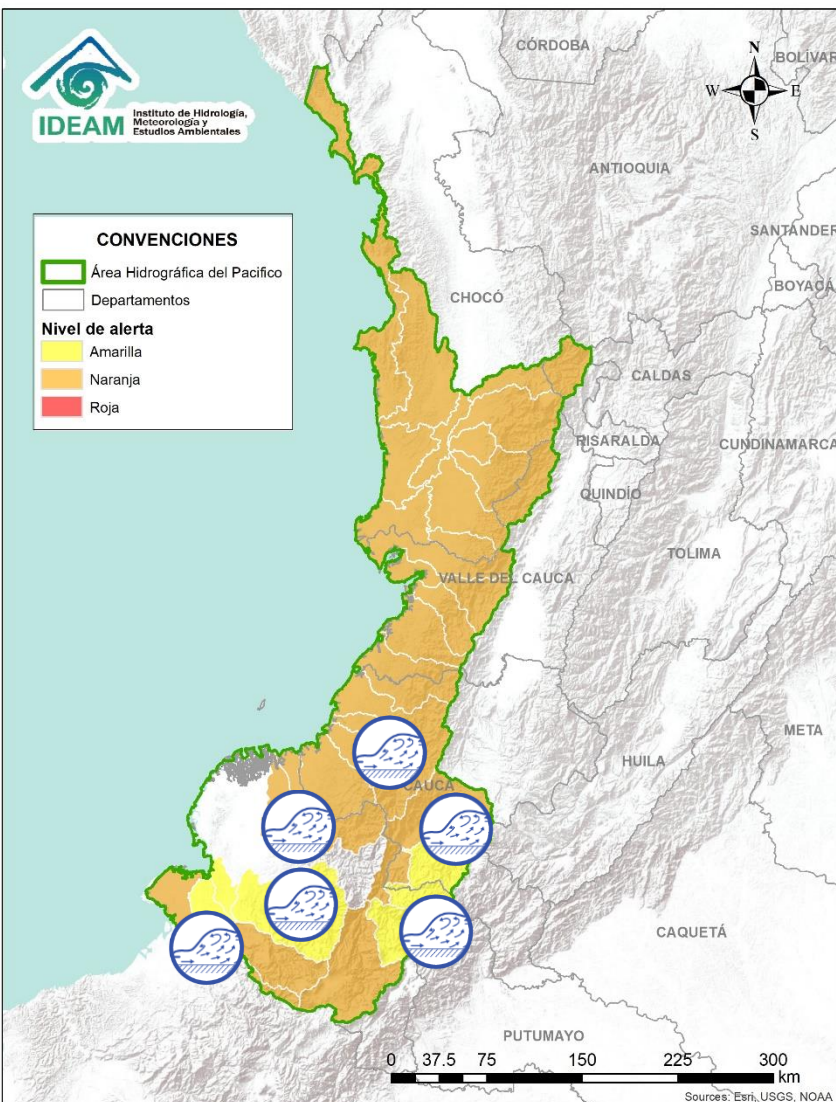 IDEAM
Instituto de Hidrología,
Meteorología y
Estudios Ambientales
CÓRDOBA
N
BOLÍVAR
W
E
S
ANTIOQUIA
SANTANDER
BOYACÁ
CONVENCIONES
Área Hidrográfica del Pacifico
Departamentos
Nivel de alerta
Amarilla
Naranja
Roja
CHOCÓ
CALDAS
RISARALDA
CUNDINAMARCA
QUINDÍO
TOLIMA
VALLE DEL CAUCA
META
HUILA
CAUCA
CAQUETÁ
PUTUMAYO
0 37.5 75 150 225 300
km
Sources: Esri, USGS, NOAA